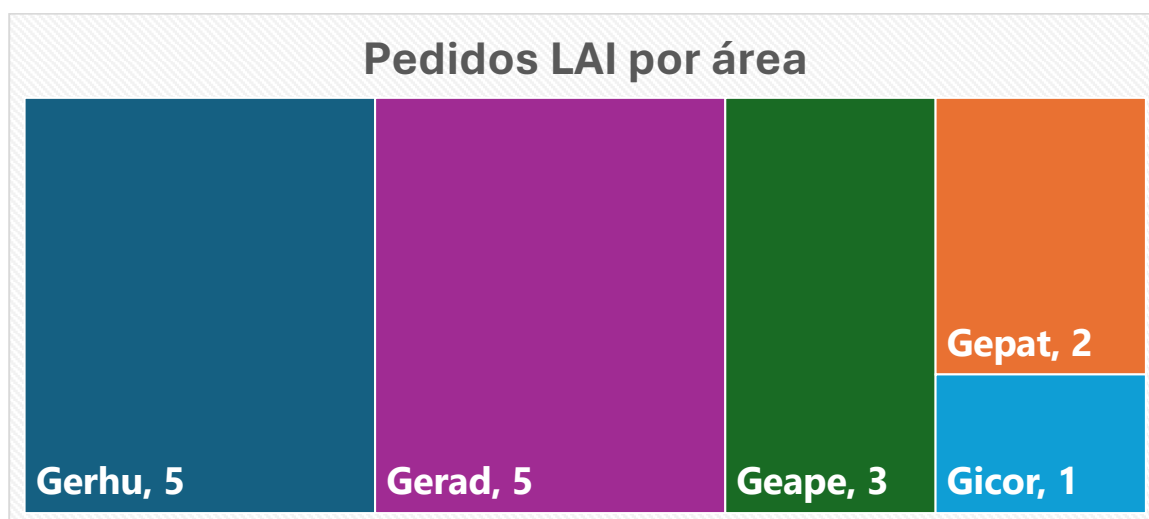 Pedidos LAI por área
Gerhu, 5
Gerad, 5
Geape, 3
Gepat, 2
Gicor, 1